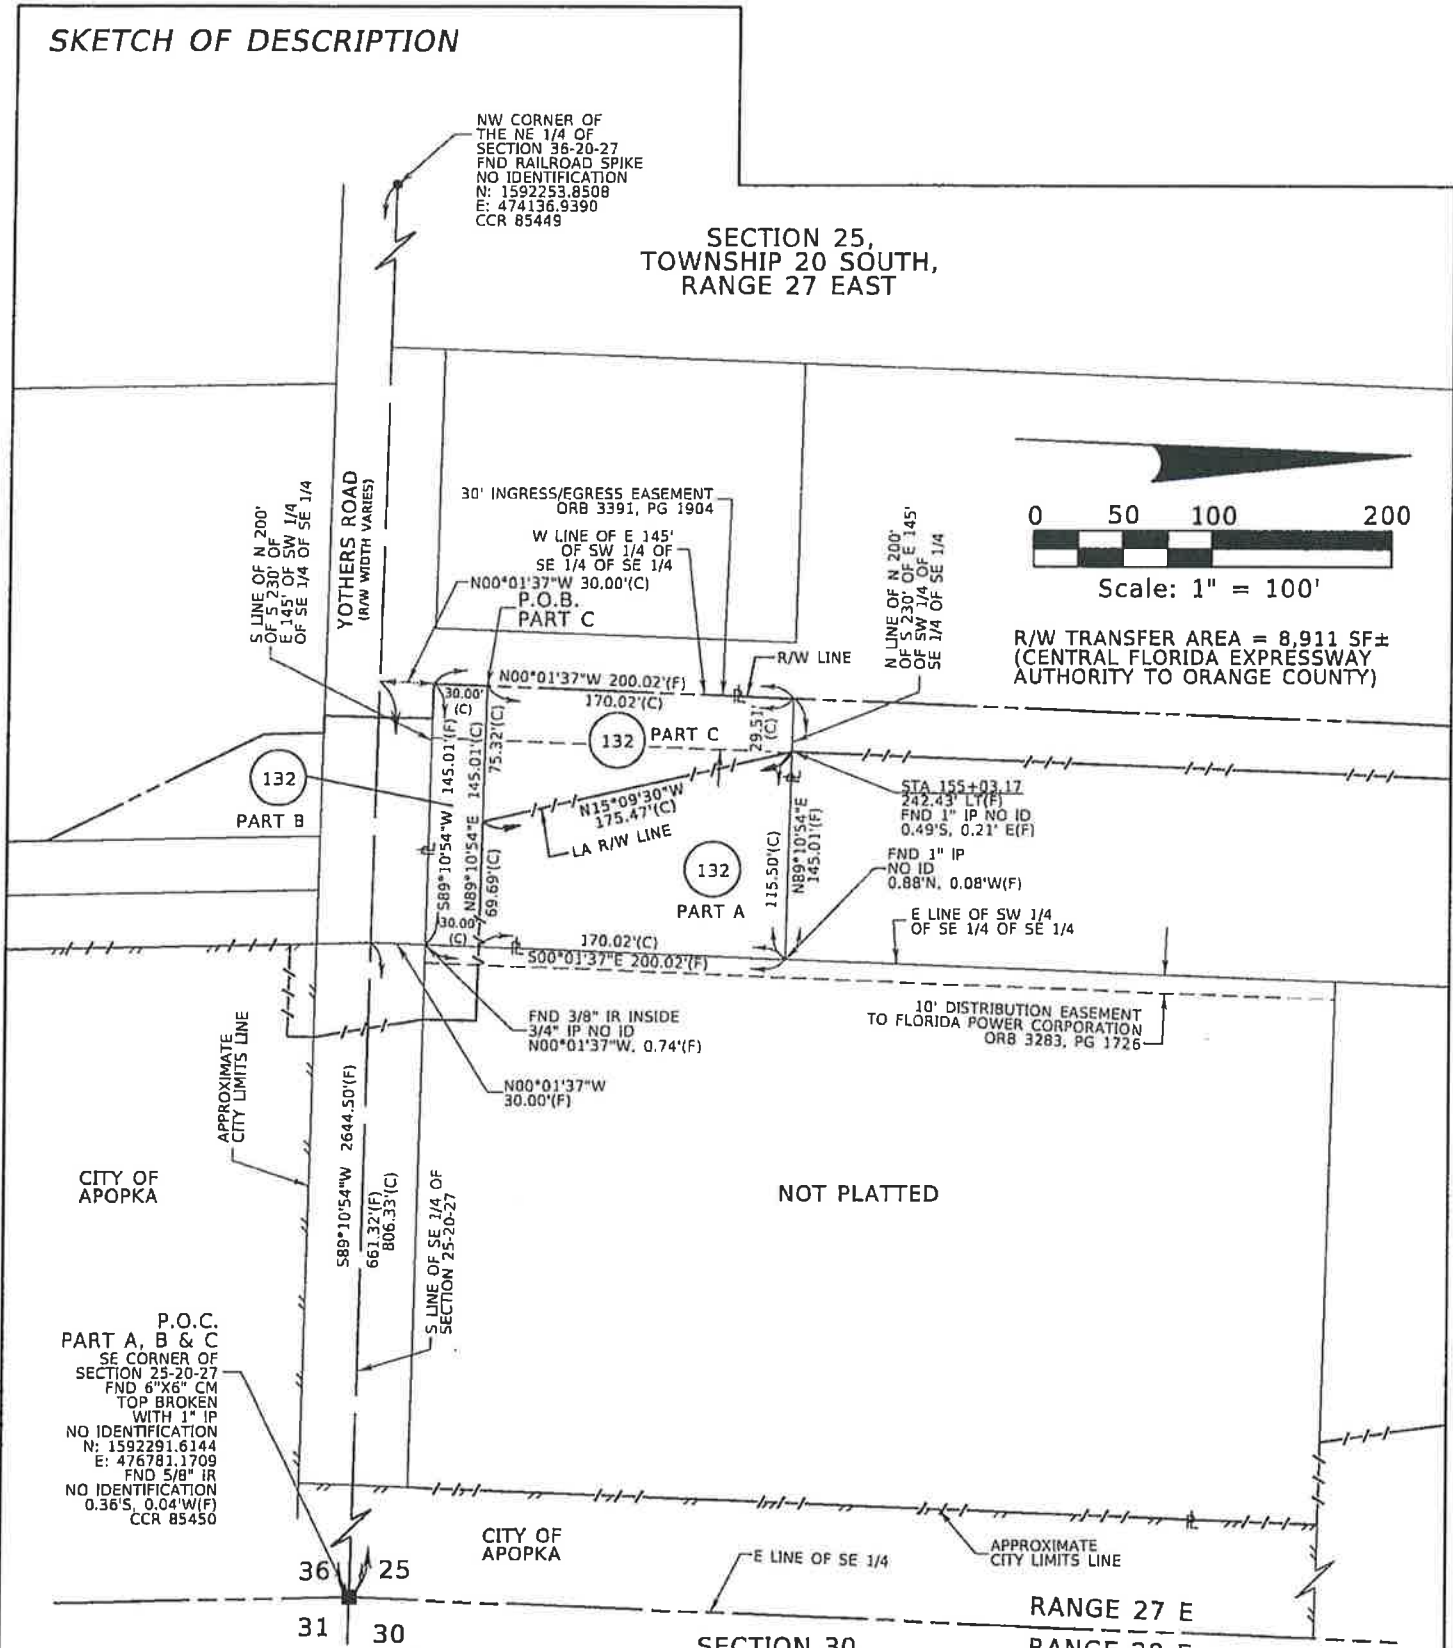 SKETCH OF DESCRIPTION
NW CORNER OF
THE NE 1/4 OF
SECTION 36-20-27
FND RAILROAD SPIKE
NO IDENTIFICATION
N: 1592253.8508
E: 474136.9390
CCR 85449
SECTION 25,
TOWNSHIP 20 SOUTH,
RANGE 27 EAST
0 50 100 200
Scale: 1" = 100'
R/W TRANSFER AREA = 8,911 SF±
(CENTRAL FLORIDA EXPRESSWAY
AUTHORITY TO ORANGE COUNTY)
S LINE OF N 200'
OF S 230' OF
E 145' OF SW 1/4
OF SE 1/4 OF SE 1/4
YOTHERS ROAD
(R/W WIDTH VARIES)
30' INGRESS/EGRESS EASEMENT
ORB 3391, PG 1904
W LINE OF E 145'
OF SW 1/4 OF
SE 1/4 OF SE 1/4
N00°01'37"W 30.00'(C)
P.O.B.
PART C
N LINE OF N 200'
OF S 230' OF E 145'
OF SW 1/4 OF
SE 1/4 OF SE 1/4
R/W LINE
N00°01'37"W 200.02'(F)
170.02'(C)
30.00'
(C)
132
PART C
29.51'
(C)
S89°10'54"W 145.01'(F)
N89°10'54"E 145.01'(C)
75.32'(C)
69.69'(C)
132
PART B
N15°09'30"W
175.47'(C)
LA R/W LINE
STA 155+03.17
242.43' LT(F)
FND 1" IP NO ID
0.49'S, 0.21' E(F)
115.50'(C)
N89°10'54"E
145.01'(F)
132
PART A
FND 1" IP
NO ID
0.88'N, 0.08'W(F)
E LINE OF SW 1/4
OF SE 1/4 OF SE 1/4
30.00'
(C)
170.02'(C)
S00°01'37"E 200.02'(F)
10' DISTRIBUTION EASEMENT
TO FLORIDA POWER CORPORATION
ORB 3283, PG 1726
FND 3/8" IR INSIDE
3/4" IP NO ID
N00°01'37"W, 0.74'(F)
N00°01'37"W
30.00'(F)
APPROXIMATE
CITY LIMITS LINE
CITY OF
APOPKA
S89°10'54"W 2644.50'(F)
661.32'(F)
806.33'(C)
S LINE OF SE 1/4 OF
SECTION 25-20-27
NOT PLATTED
P.O.C.
PART A, B & C
SE CORNER OF
SECTION 25-20-27
FND 6"X6" CM
TOP BROKEN
WITH 1" IP
NO IDENTIFICATION
N: 1592291.6144
E: 476781.1709
FND 5/8" IR
NO IDENTIFICATION
0.36'S, 0.04'W(F)
CCR 85450
CITY OF
APOPKA
APPROXIMATE
CITY LIMITS LINE
E LINE OF SE 1/4
36 25
31 30
RANGE 27 E
SECTION 30
RANGE 28 E